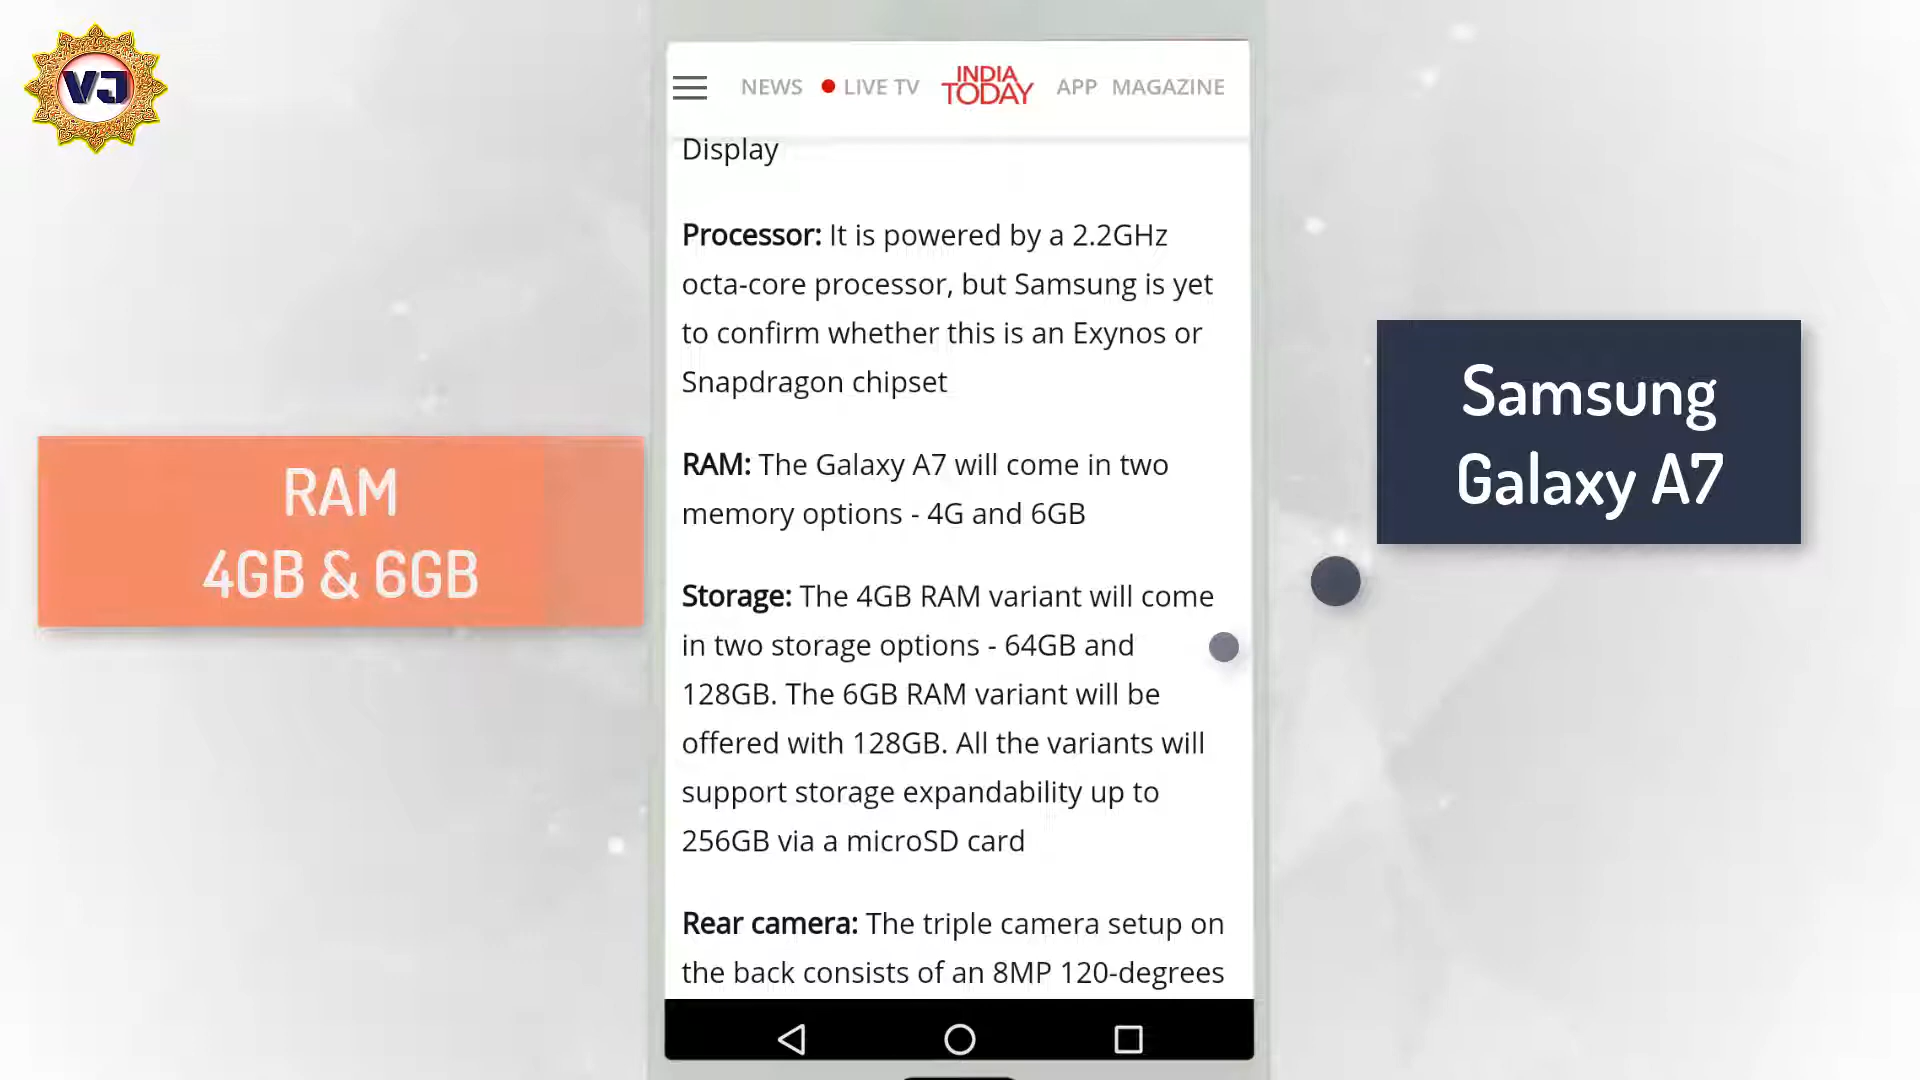 VJ
NEWS LIVE TV INDIA TODAY APP MAGAZINE
Display
Processor: It is powered by a 2.2GHz
octa-core processor, but Samsung is yet
to confirm whether this is an Exynos or
Snapdragon chipset
RAM: The Galaxy A7 will come in two
memory options - 4G and 6GB
Storage: The 4GB RAM variant will come
in two storage options - 64GB and
128GB. The 6GB RAM variant will be
offered with 128GB. All the variants will
support storage expandability up to
256GB via a microSD card
Rear camera: The triple camera setup on
the back consists of an 8MP 120-degrees
RAM
4GB & 6GB
Samsung
Galaxy A7